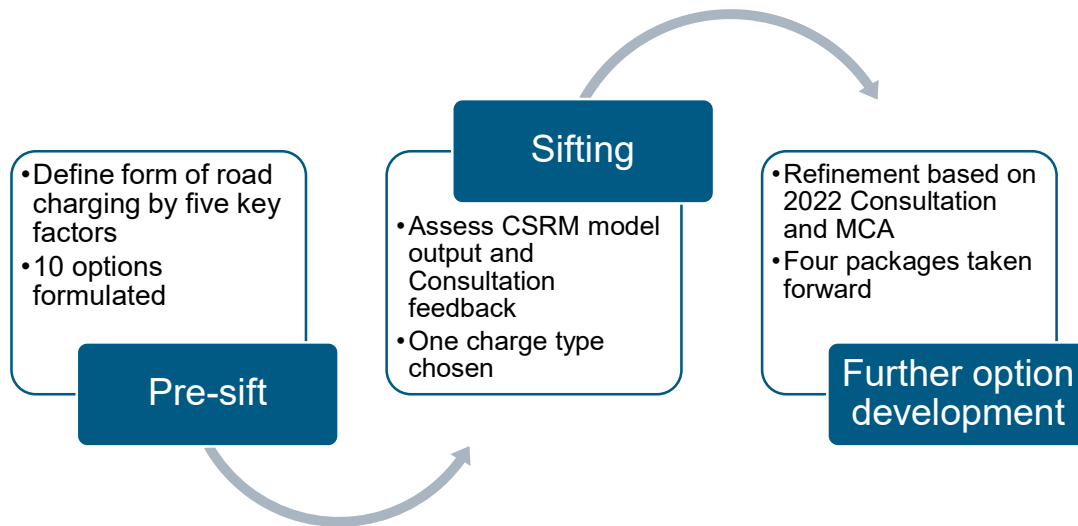 •Define form of road
charging by five key
factors
•10 options
formulated
Pre-sift
Sifting
•Assess CSRM model
output and
Consultation
feedback
•One charge type
chosen
•Refinement based on
2022 Consultation
and MCA
•Four packages taken
forward
Further option
development